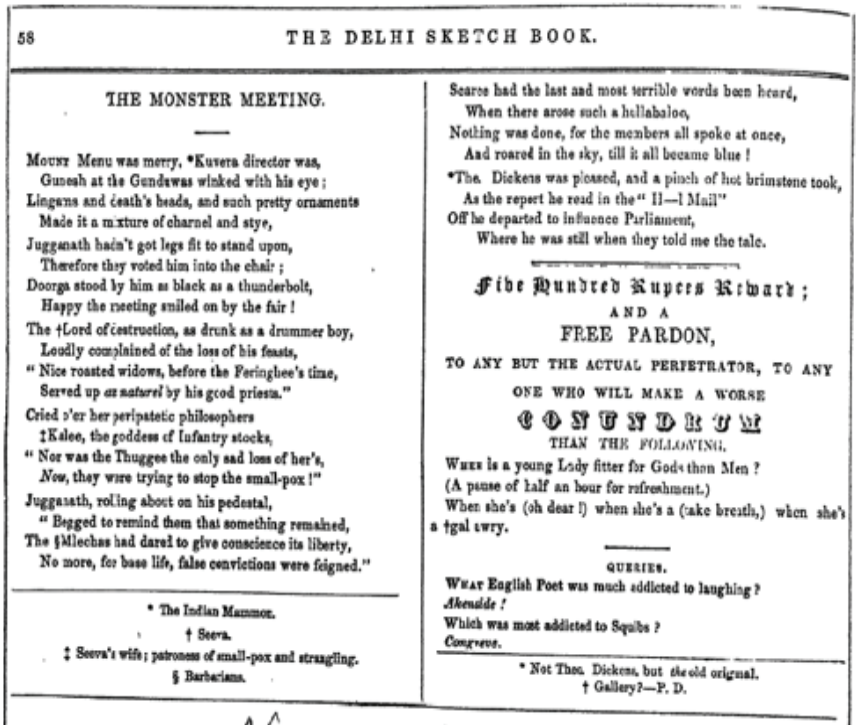 58
THE DELHI SKETCH BOOK.
THE MONSTER MEETING.
MOUNT Menu was merry, *Kuvera director was,
Gunesh at the Gundawas winked with his eye;
Lingams and death's heads, and such pretty ornaments
Made it a mixture of charnel and stye,
Jugganath hadn't got legs fit to stand upon,
Therefore they voted him into the chair;
Doorga stood by him as black as a thunderbolt,
Happy the meeting smiled on by the fair!
The †Lord of destruction, as drunk as a drummer boy,
Loudly complained of the loss of his feasts,
"Nice roasted widows, before the Feringhee's time,
Served up as naturel by his good priests."
Cried o'er her peripatetic philosophers
‡Kalee, the goddess of Infantry stocks,
"Nor was the Thuggee the only sad loss of her's,
Now, they were trying to stop the small-pox!"
Jugganath, rolling about on his pedestal,
"Begged to remind them that something remained,
The §Mlechas had dared to give conscience its liberty,
No more, for base life, false convictions were feigned."
* The Indian Mammon.
† Seeva.
‡ Seeva's wife; patroness of small-pox and strangling.
§ Barbarians.
Scarce had the last and most terrible words been heard,
When there arose such a hullabaloo,
Nothing was done, for the members all spoke at once,
And roared in the sky, till it all became blue!
*The Dickens was pleased, and a pinch of hot brimstone took,
As the report he read in the "H—l Mail"
Off he departed to influence Parliament,
Where he was still when they told me the tale.
Five Hundred Rupees Reward;
AND A
FREE PARDON,
TO ANY BUT THE ACTUAL PERPETRATOR, TO ANY
ONE WHO WILL MAKE A WORSE
CONUNDRUM
THAN THE FOLLOWING.
WHEN is a young Lady fitter for Gods than Men?
(A pause of half an hour for refreshment.)
When she's (oh dear!) when she's a (take breath,) when she's
a †gal awry.
QUERIES.
WHAT English Poet was much addicted to laughing?
Akenside!
Which was most addicted to Squibs?
Congreve.
* Not Thos. Dickens, but the old original.
† Gallery?—P. D.